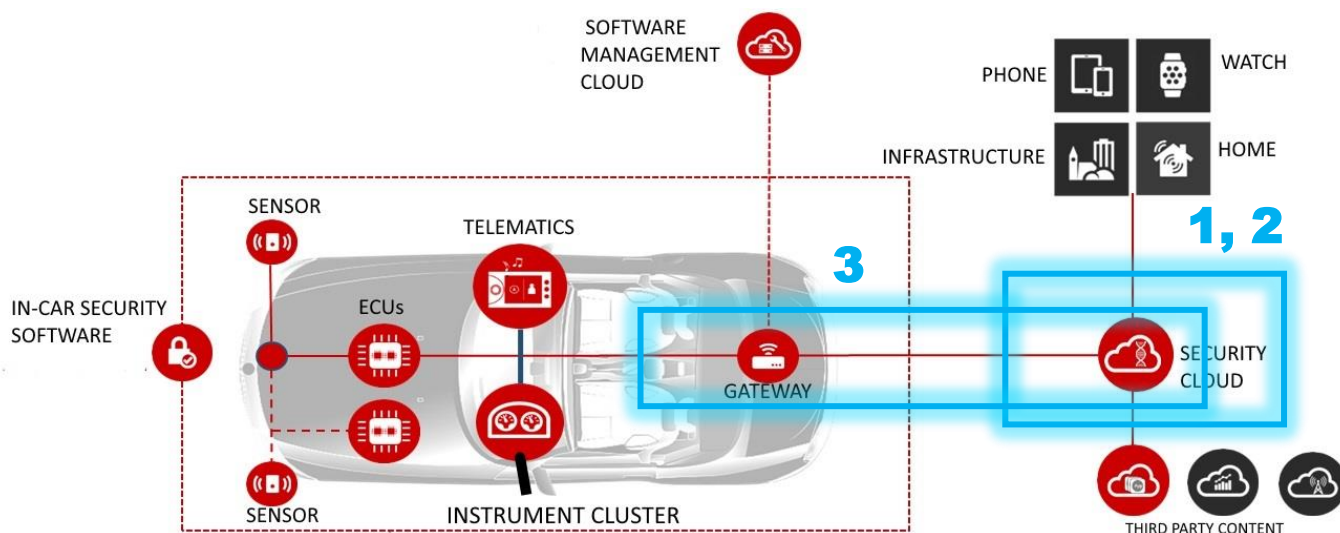 SOFTWARE
MANAGEMENT
CLOUD
PHONE
WATCH
INFRASTRUCTURE
HOME
SENSOR
TELEMATICS
1, 2
3
IN-CAR SECURITY
SOFTWARE
ECUs
GATEWAY
SECURITY
CLOUD
SENSOR
INSTRUMENT CLUSTER
THIRD PARTY CONTENT